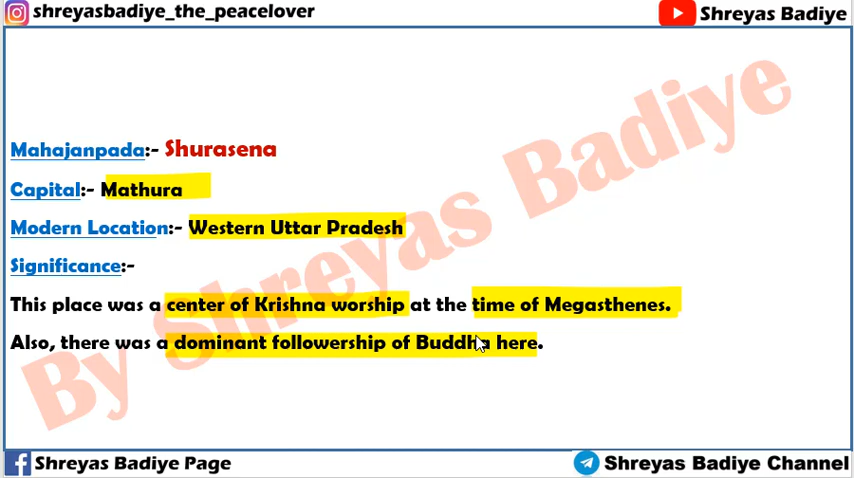 shreyasbadiye_the_peacelover
Shreyas Badiye
Mahajanpada:- Shurasena
Capital:- Mathura
Modern Location:- Western Uttar Pradesh
Significance:-
This place was a center of Krishna worship at the time of Megasthenes.
Also, there was a dominant followership of Buddha here.
By Shreyas Badiye
Shreyas Badiye Page
Shreyas Badiye Channel